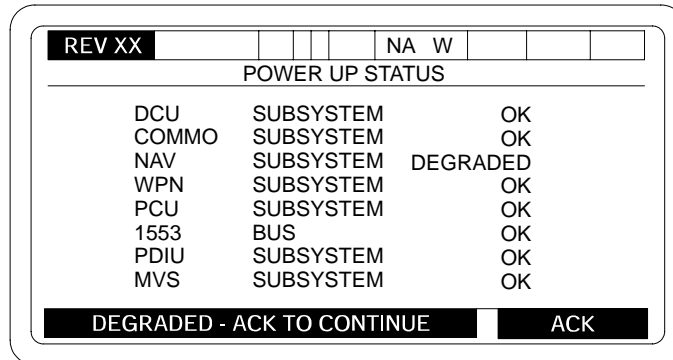 REV XX NA W
POWER UP STATUS
DCU SUBSYSTEM OK
COMMO SUBSYSTEM OK
NAV SUBSYSTEM DEGRADED
WPN SUBSYSTEM OK
PCU SUBSYSTEM OK
1553 BUS OK
PDIU SUBSYSTEM OK
MVS SUBSYSTEM OK
DEGRADED - ACK TO CONTINUE ACK